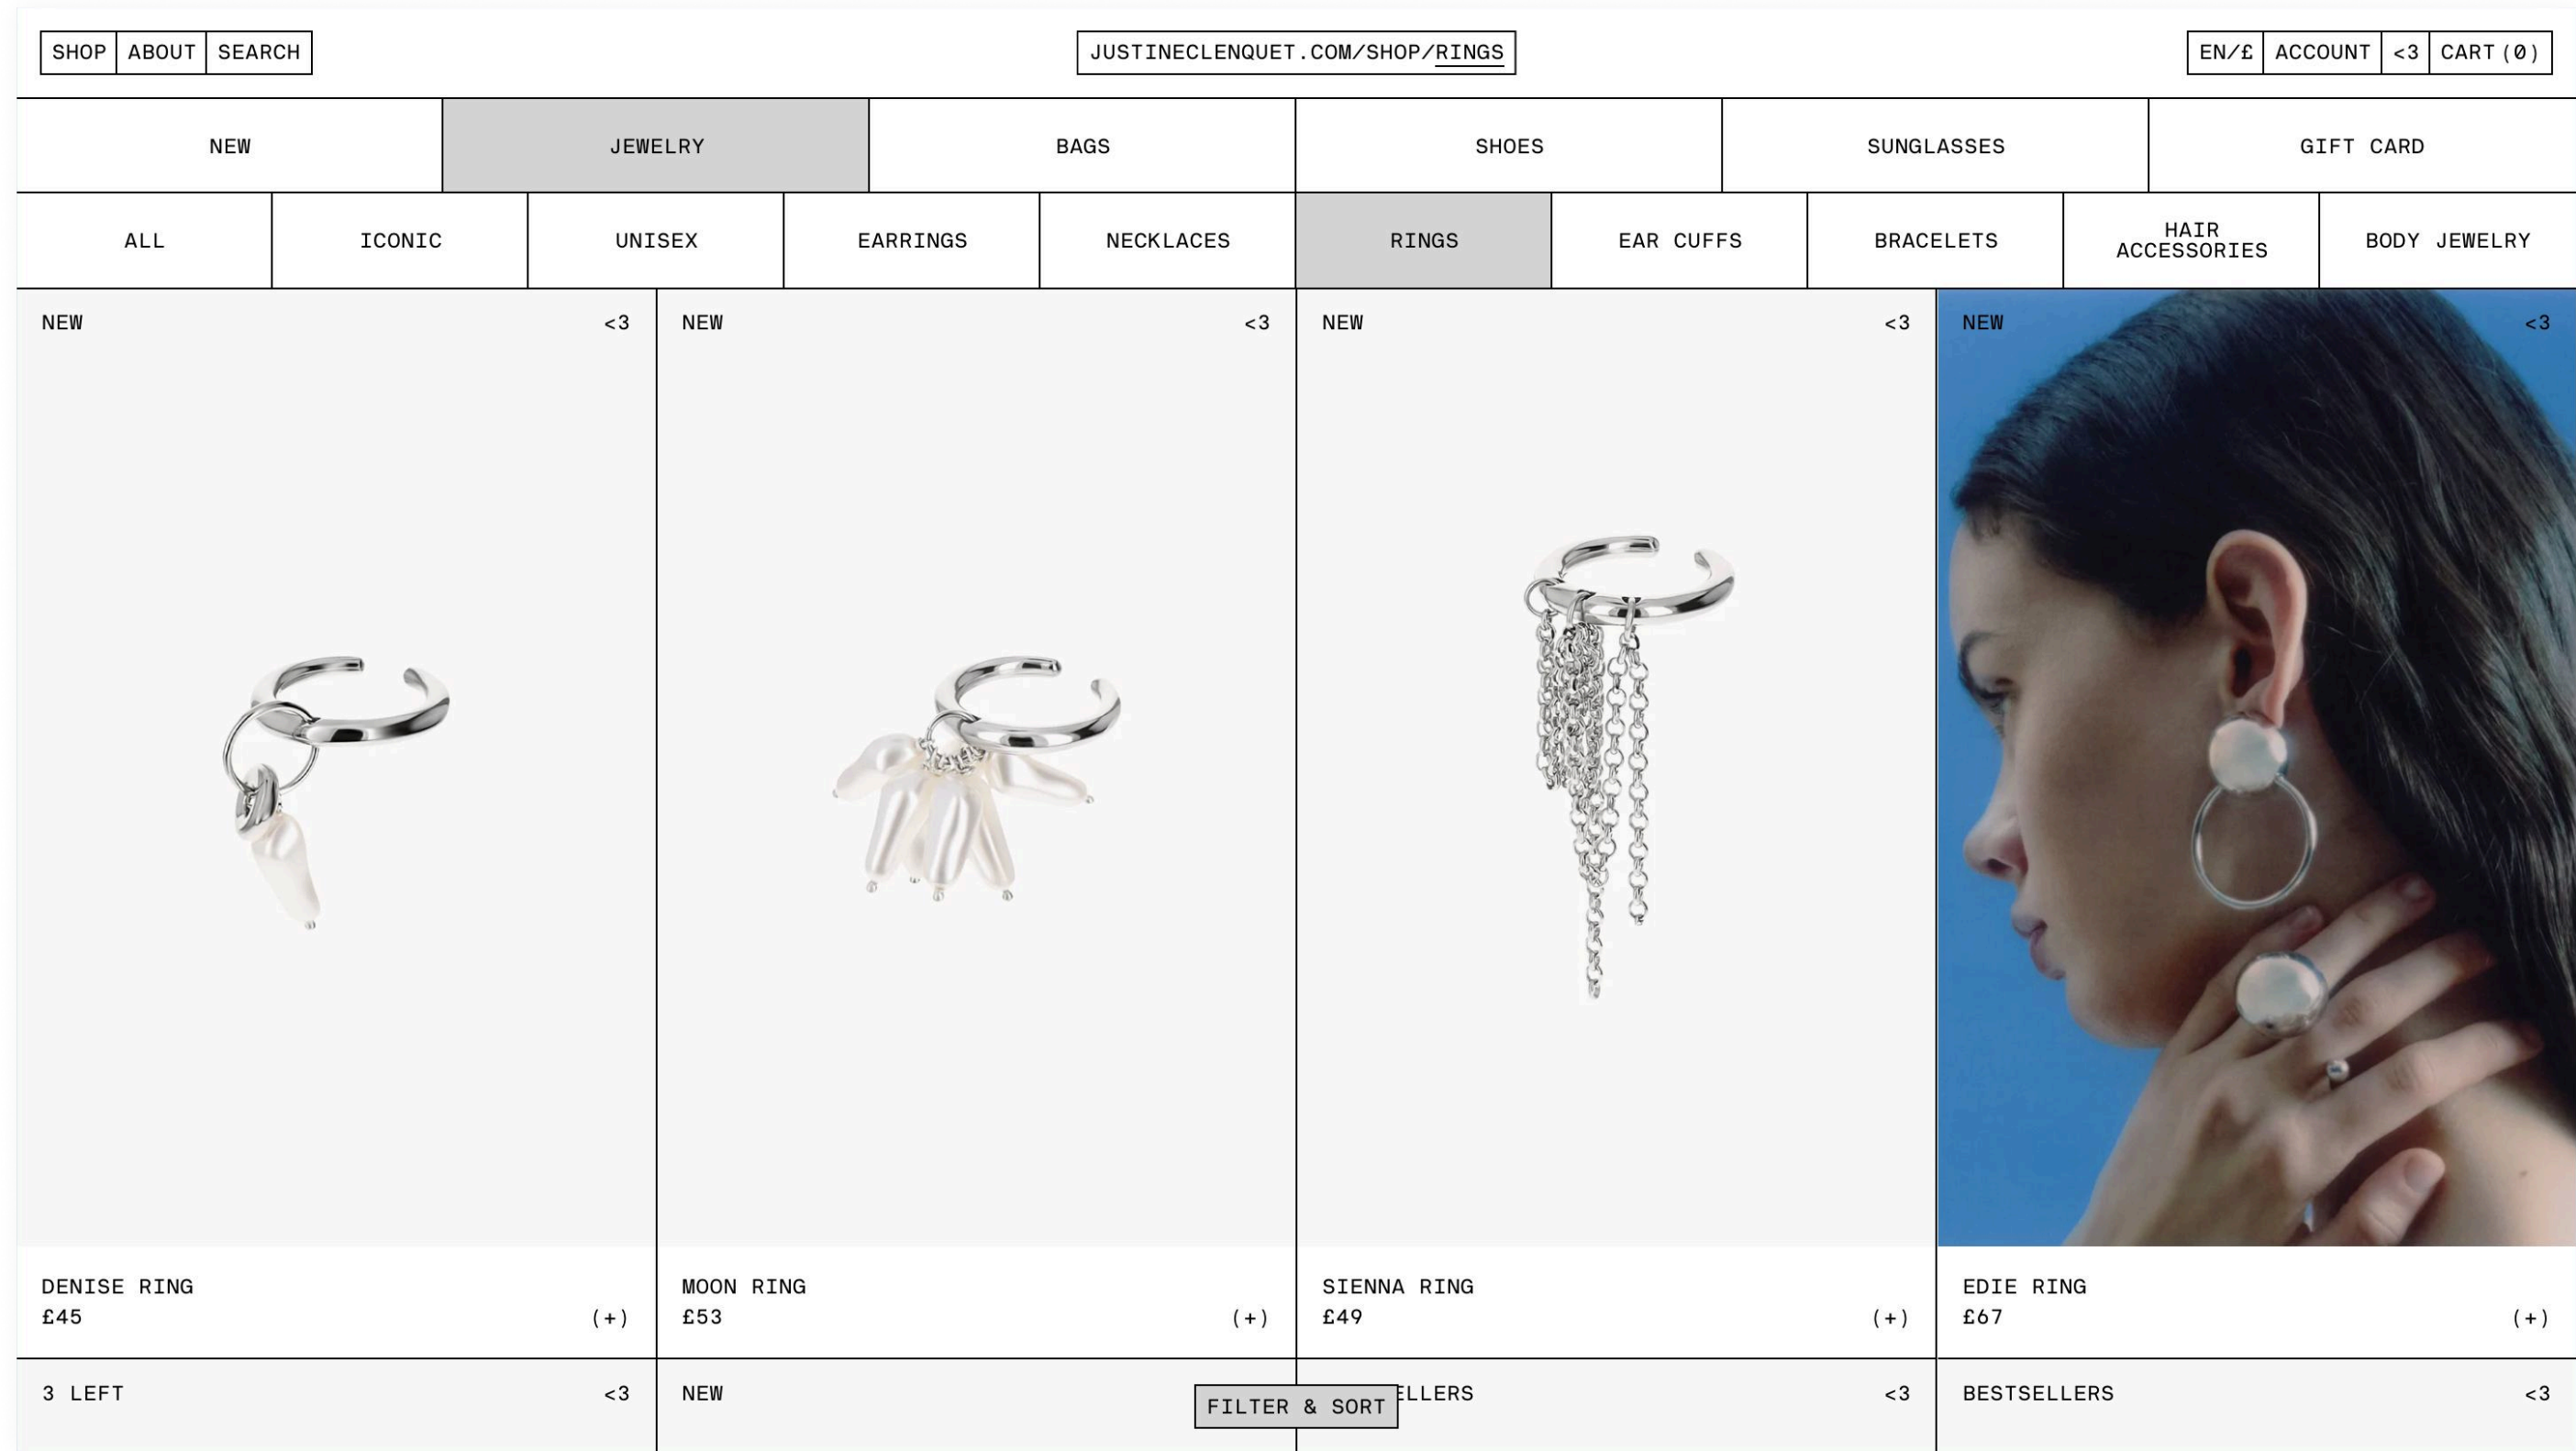 SHOP ABOUT SEARCH
JUSTINECLENQUET.COM/SHOP/RINGS
EN/£ ACCOUNT <3 CART(0)
NEW JEWELRY BAGS SHOES SUNGLASSES GIFT CARD
ALL ICONIC UNISEX EARRINGS NECKLACES RINGS EAR CUFFS BRACELETS HAIR ACCESSORIES BODY JEWELRY
NEW <3 NEW <3 NEW <3 NEW <3
DENISE RING MOON RING SIENNA RING EDIE RING
£45 (+) £53 (+) £49 (+) £67 (+)
3 LEFT <3 NEW ELLERS <3 BESTSELLERS <3
FILTER & SORT